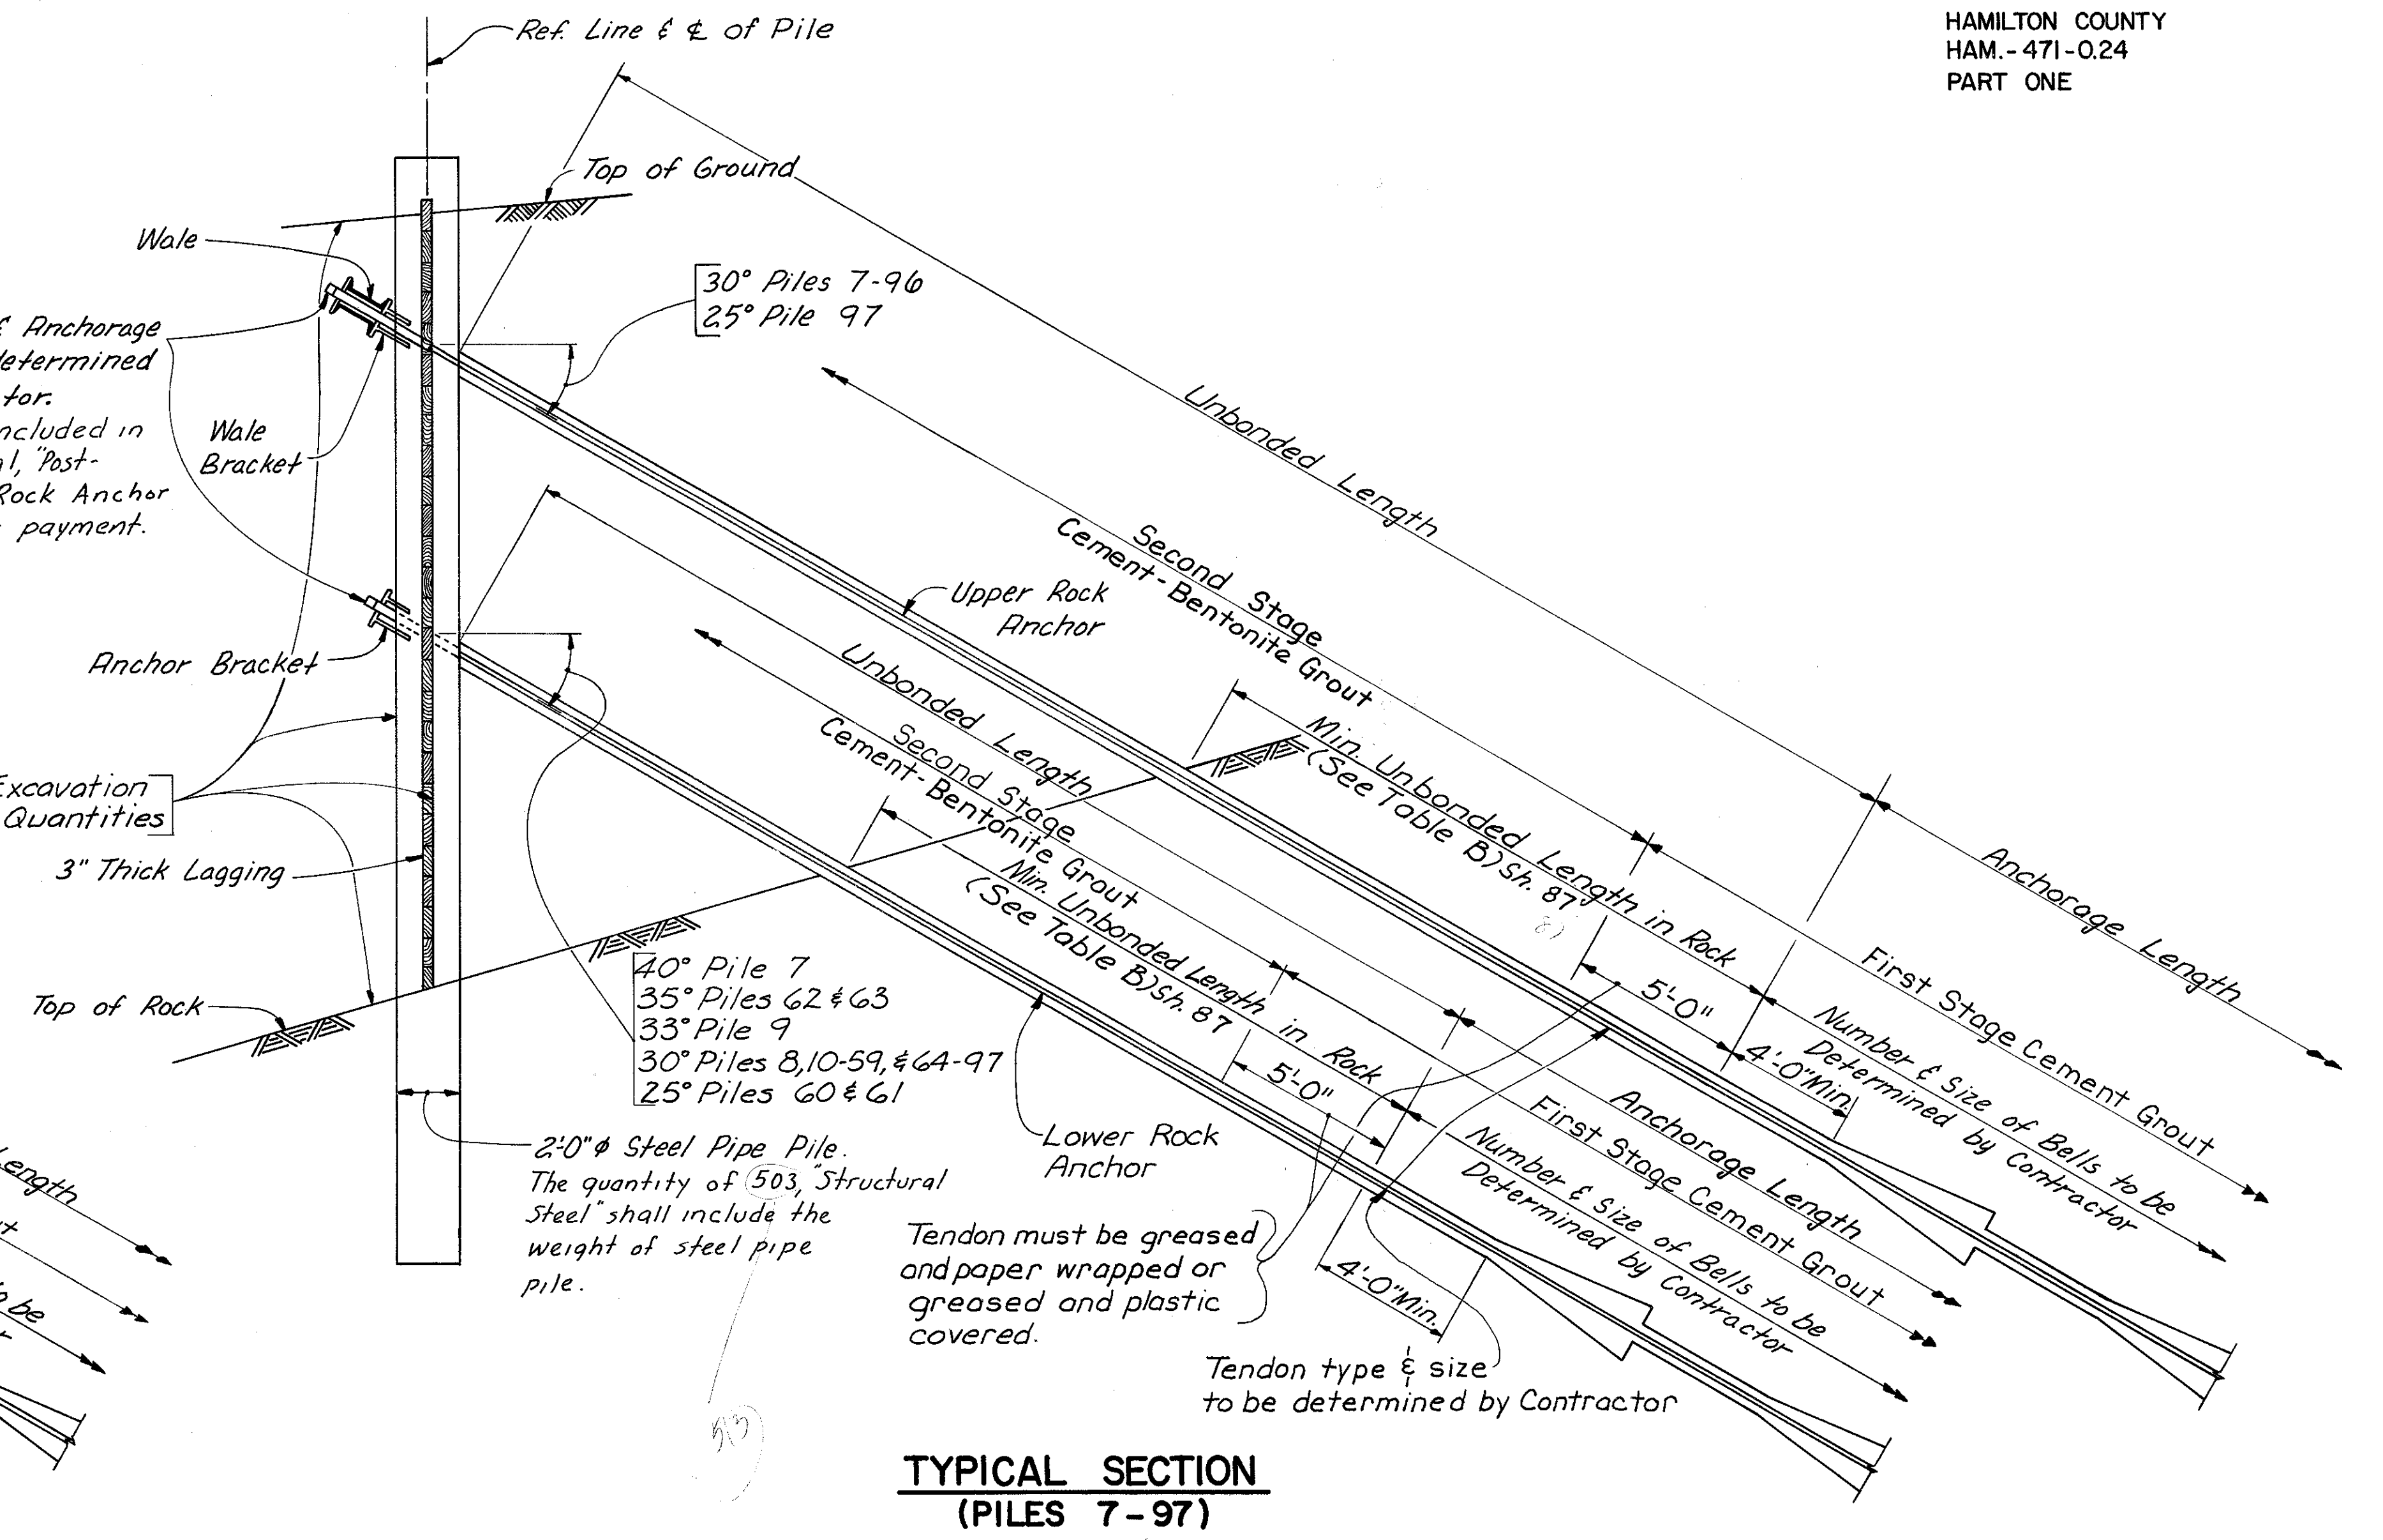 HAMILTON COUNTY
HAM.-471-0.24
PART ONE
Ref. Line & ℄ of Pile
Top of Ground
Wale
30° Piles 7-96
25° Pile 97
& Anchorage
determined
tor.
included in
al, "Post-
Rock Anchor
payment.
Wale
Bracket
Unbonded Length
Second Stage
Cement-Bentonite Grout
Upper Rock
Anchor
Anchor Bracket
Unbonded Length
Second Stage
Cement-Bentonite Grout
Min. Unbonded Length in Rock
(See Table B) Sh. 87
Min. Unbonded Length in Rock
(See Table B) Sh. 87
Excavation
Quantities
3" Thick Lagging
Anchorage Length
First Stage Cement Grout
5'-0"
4'-0" Min.
Number & Size of Bells to be
Determined by Contractor
Top of Rock
40° Pile 7
35° Piles 62 & 63
33° Pile 9
30° Piles 8,10-59,& 64-97
25° Piles 60 & 61
5'-0"
Anchorage Length
First Stage Cement Grout
Number & Size of Bells to be
Determined by Contractor
Lower Rock
Anchor
2'-0" φ Steel Pipe Pile.
The quantity of 503, "Structural
Steel" shall include the
weight of steel pipe
pile.
Tendon must be greased
and paper wrapped or
greased and plastic
covered.
4'-0" Min.
Tendon type & size
to be determined by Contractor
Length
to be
513
TYPICAL SECTION
(PILES 7-97)